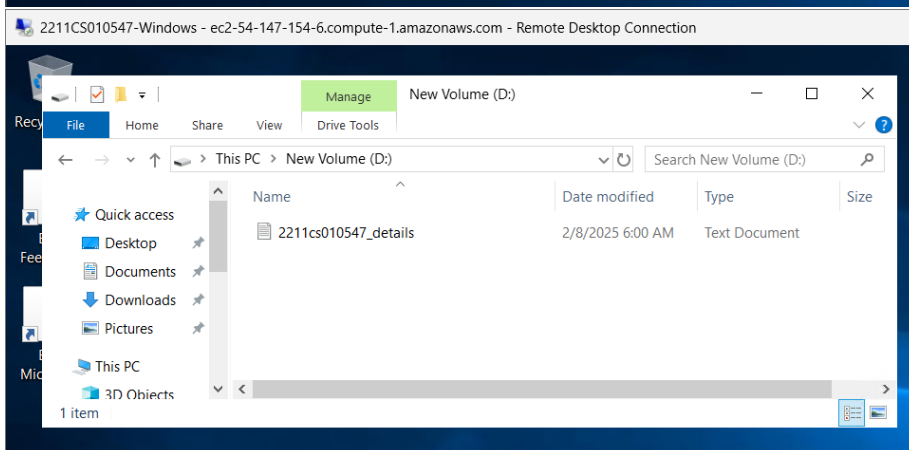 2211CS010547-Windows - ec2-54-147-154-6.compute-1.amazonaws.com - Remote Desktop Connection
Manage New Volume (D:)
Recy
File Home Share View Drive Tools
This PC > New Volume (D:) Search New Volume (D:)
Name Date modified Type Size
Quick access
2211cs010547_details 2/8/2025 6:00 AM Text Document
Desktop
Fee
Documents
Downloads
Pictures
This PC
Mic
3D Objects
1 item